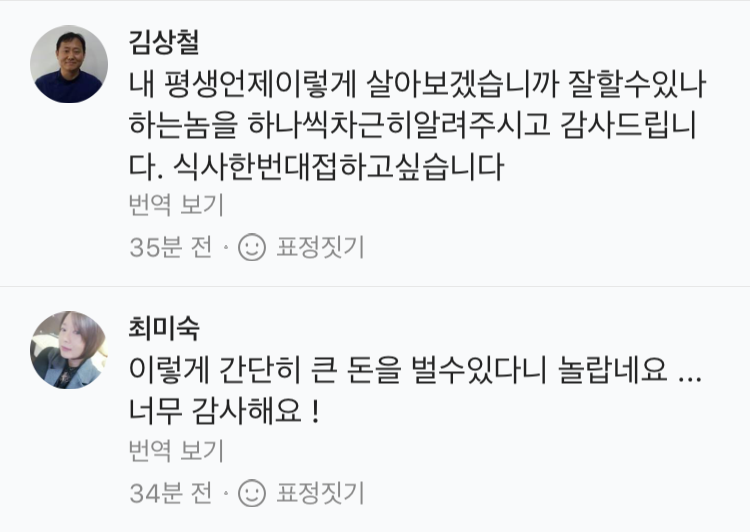 김상철
내 평생언제이렇게 살아보겠습니까 잘할수있나
하는놈을 하나씩차근히알려주시고 감사드립니
다. 식사한번대접하고싶습니다
번역 보기
35분 전 · 표정짓기
최미숙
이렇게 간단히 큰 돈을 벌수있다니 놀랍네요 ...
너무 감사해요 !
번역 보기
34분 전 · 표정짓기